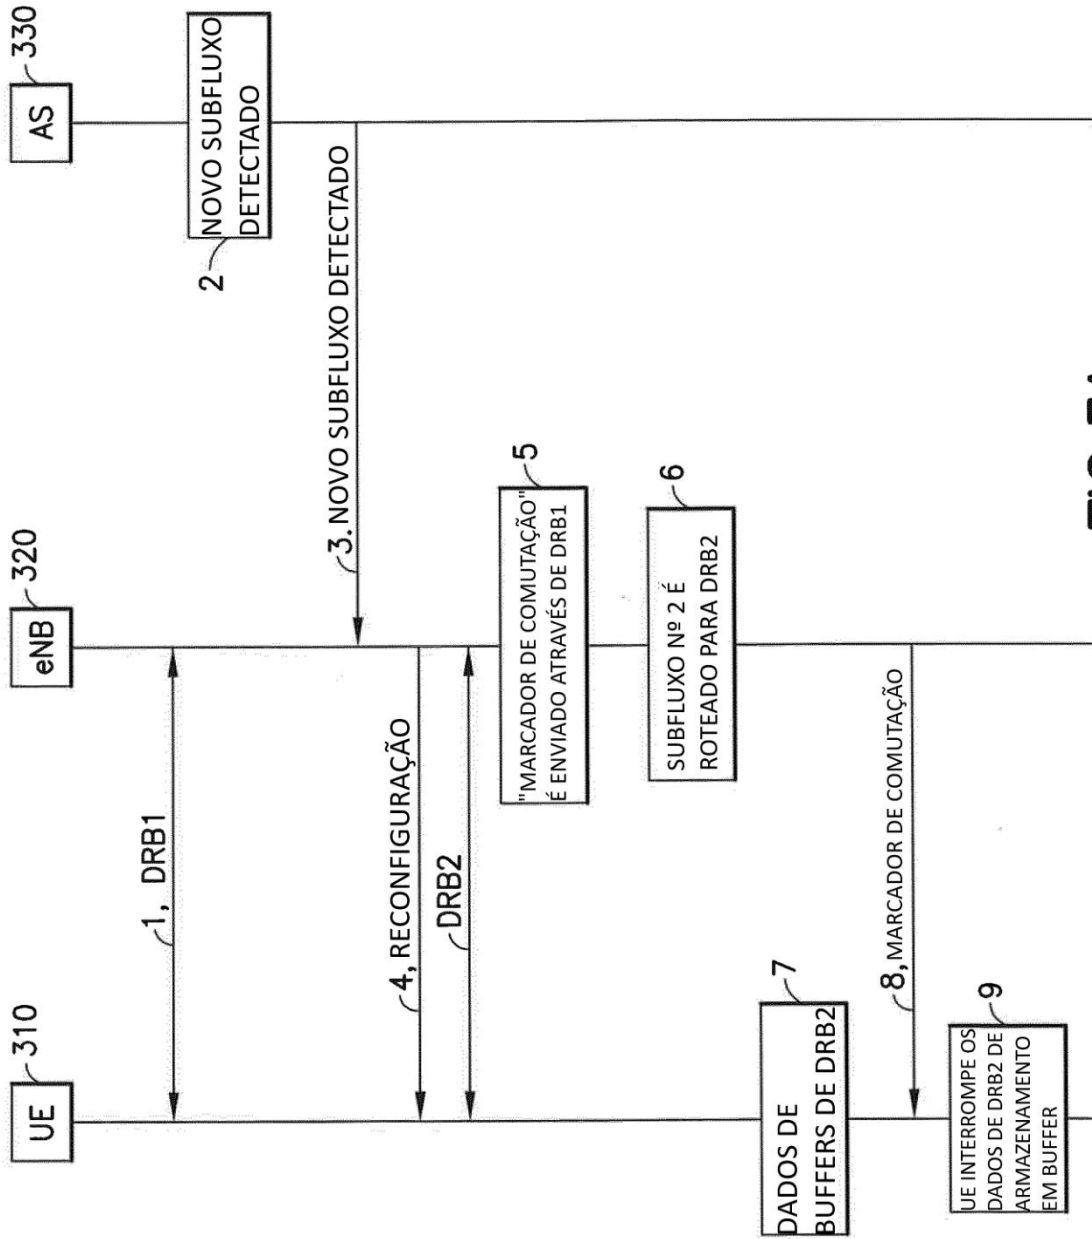 UE
310
eNB
320
AS
330
1, DRB1
NOVO SUBFLUXO
DETECTADO
2
3. NOVO SUBFLUXO DETECTADO
4, RECONFIGURAÇÃO
DRB2
"MARCADOR DE COMUTAÇÃO"
É ENVIADO ATRAVÉS DE DRB1
5
SUBFLUXO Nº 2 É
ROTEADO PARA DRB2
6
DADOS DE
BUFFERS DE DRB2
7
8, MARCADOR DE COMUTAÇÃO
UE INTERROMPE OS
DADOS DE DRB2 DE
ARMAZENAMENTO
EM BUFFER
9